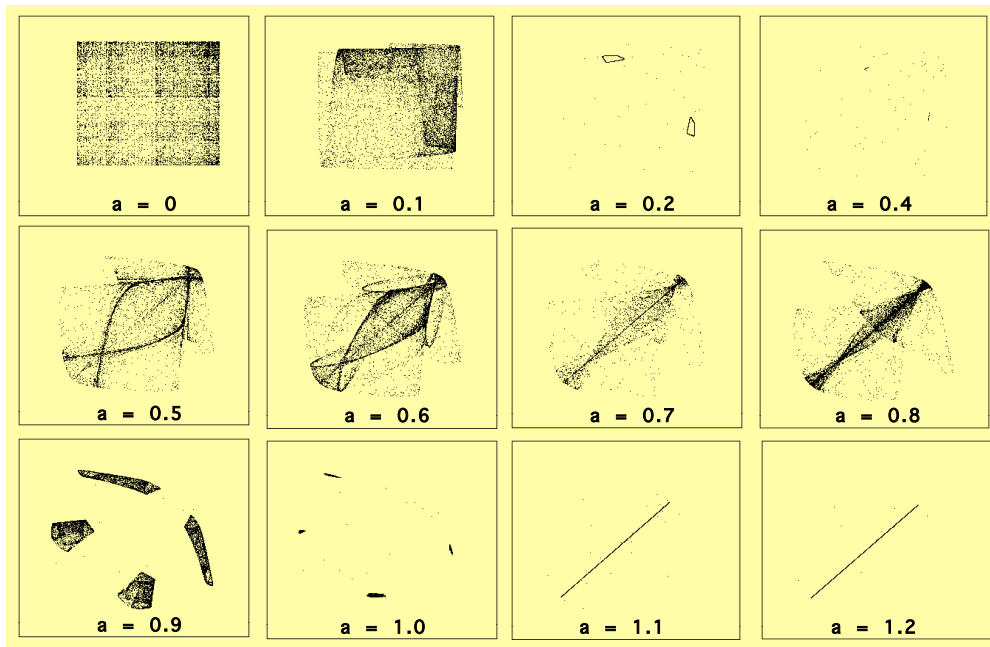 a = 0
a = 0.1
a = 0.2
a = 0.4
a = 0.5
a = 0.6
a = 0.7
a = 0.8
a = 0.9
a = 1.0
a = 1.1
a = 1.2